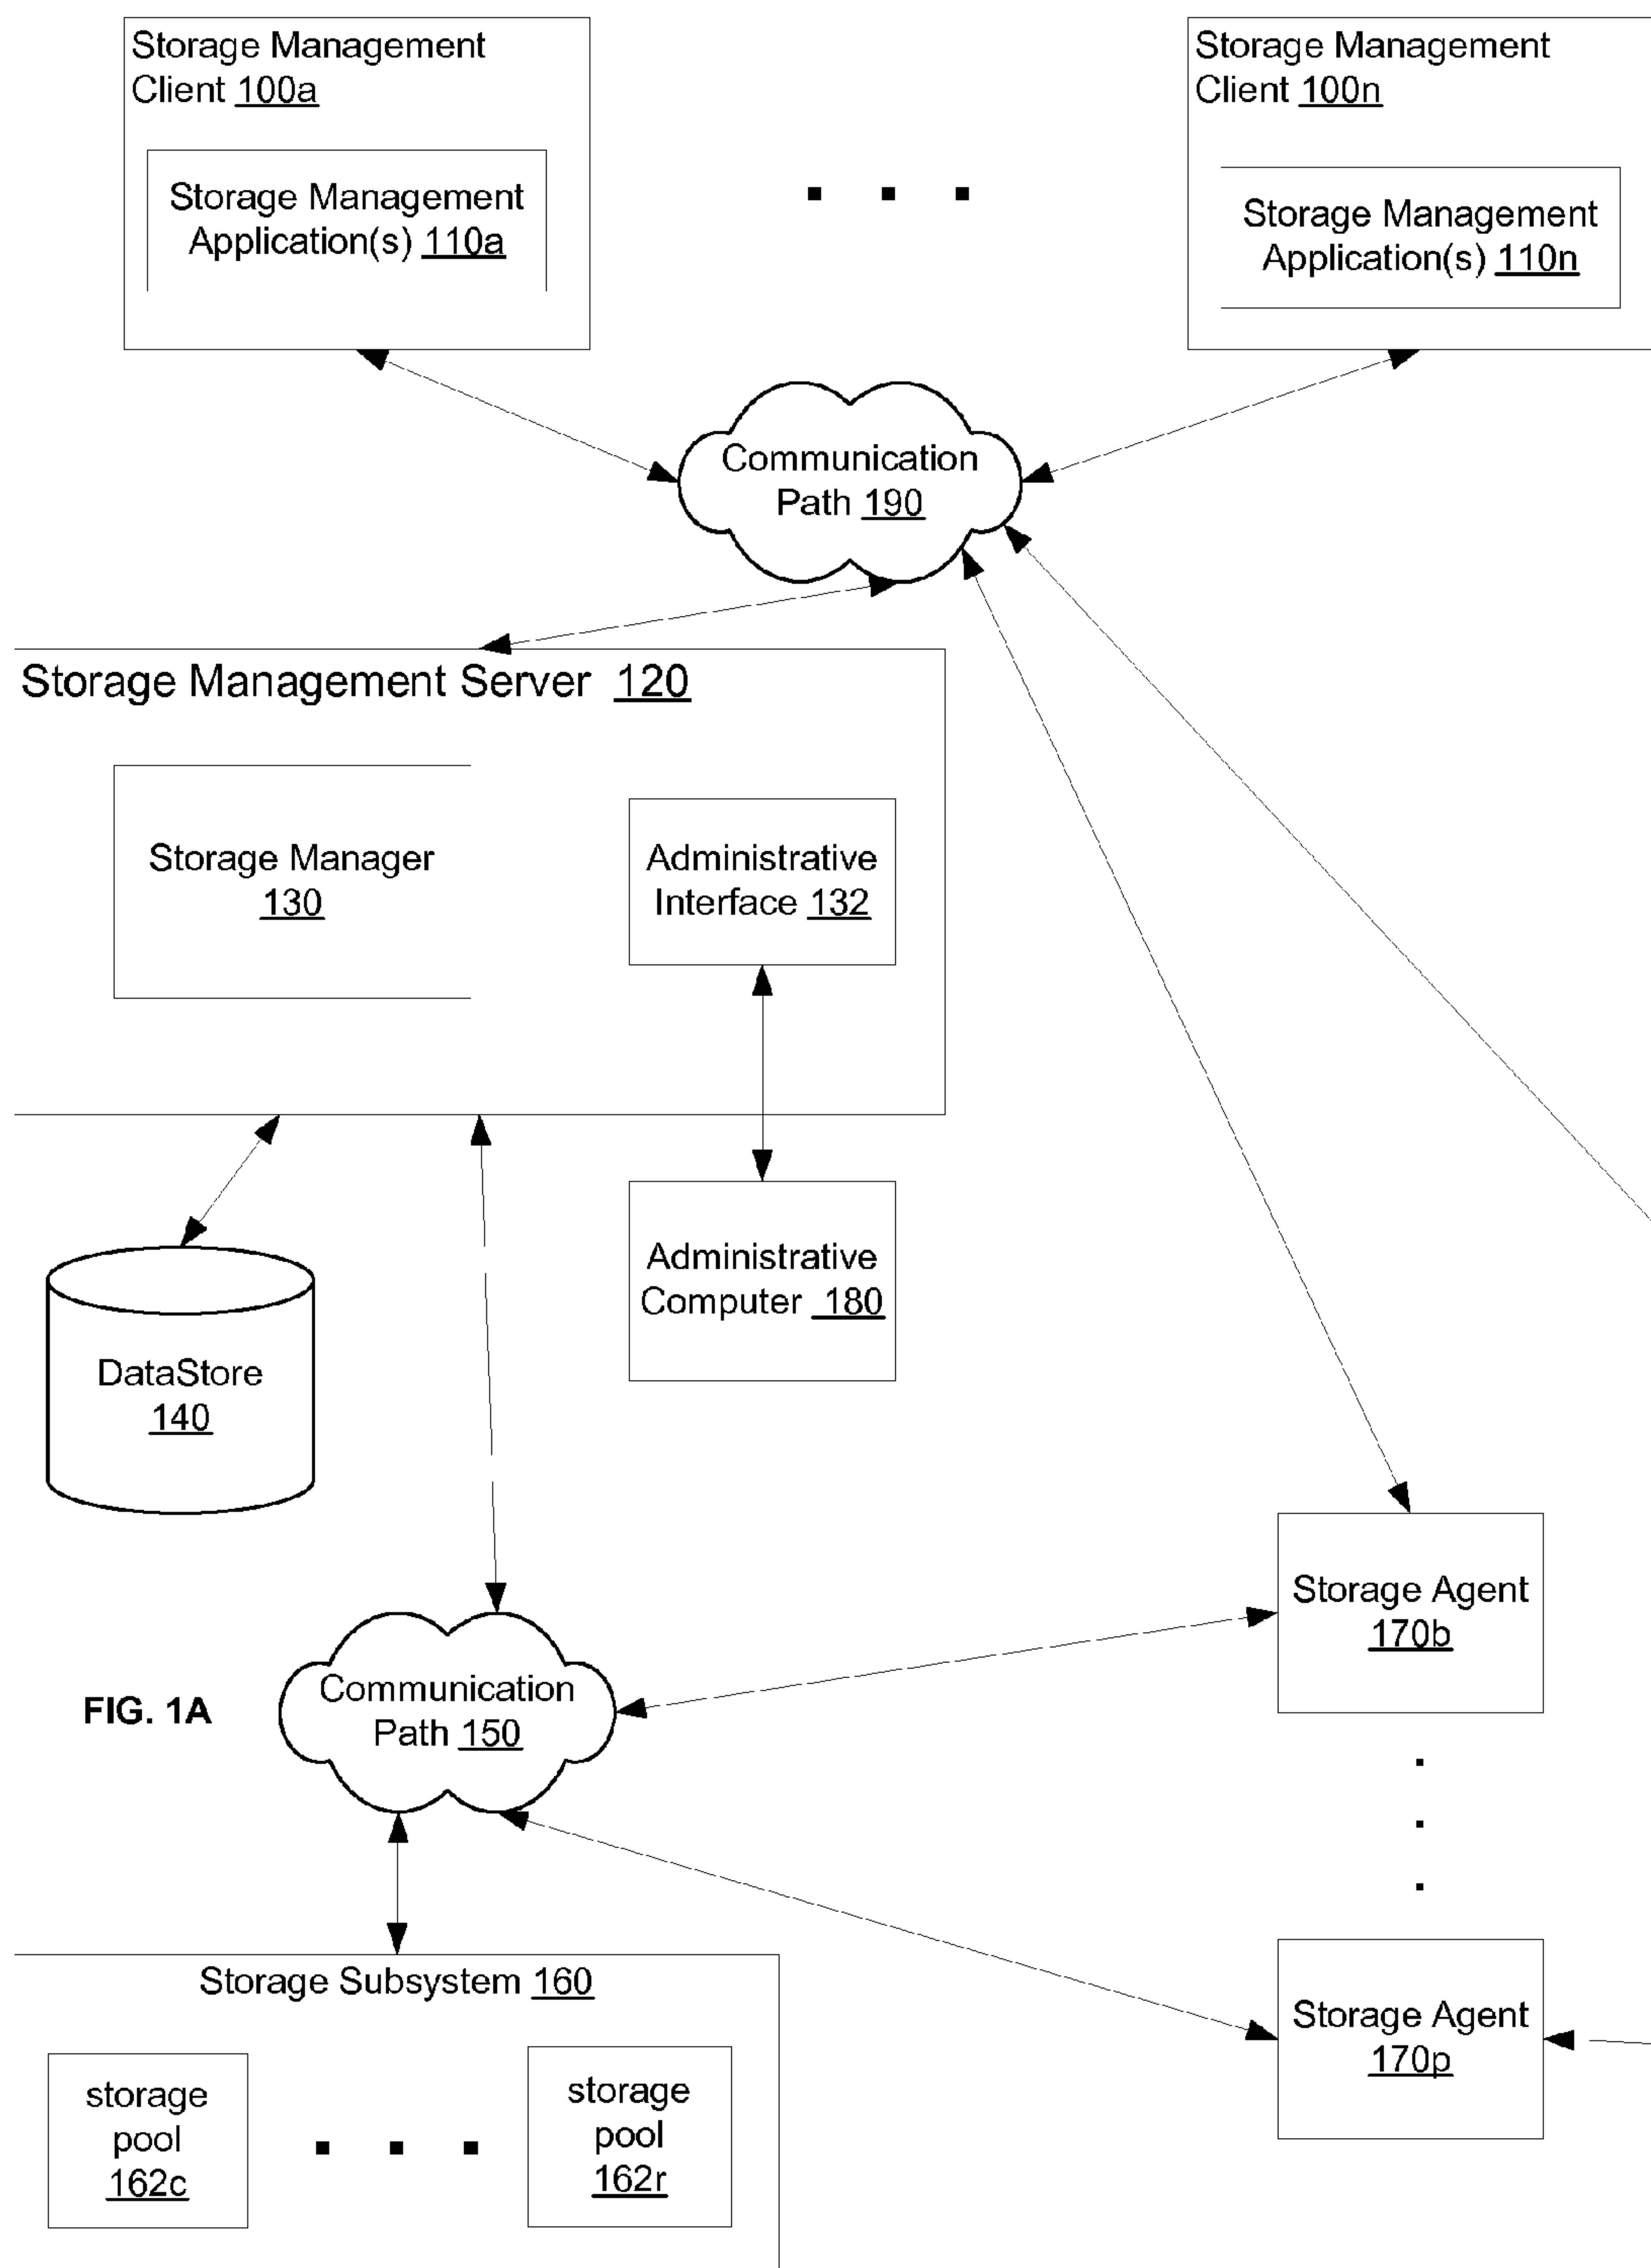 Storage Management
Client 100a
Storage Management
Application(s) 110a
Storage Management
Client 100n
Storage Management
Application(s) 110n
Communication
Path 190
Storage Management Server 120
Storage Manager
130
Administrative
Interface 132
Administrative
Computer 180
DataStore
140
Storage Agent
170b
Communication
Path 150
FIG. 1A
Storage Subsystem 160
storage
pool
162c
storage
pool
162r
Storage Agent
170p